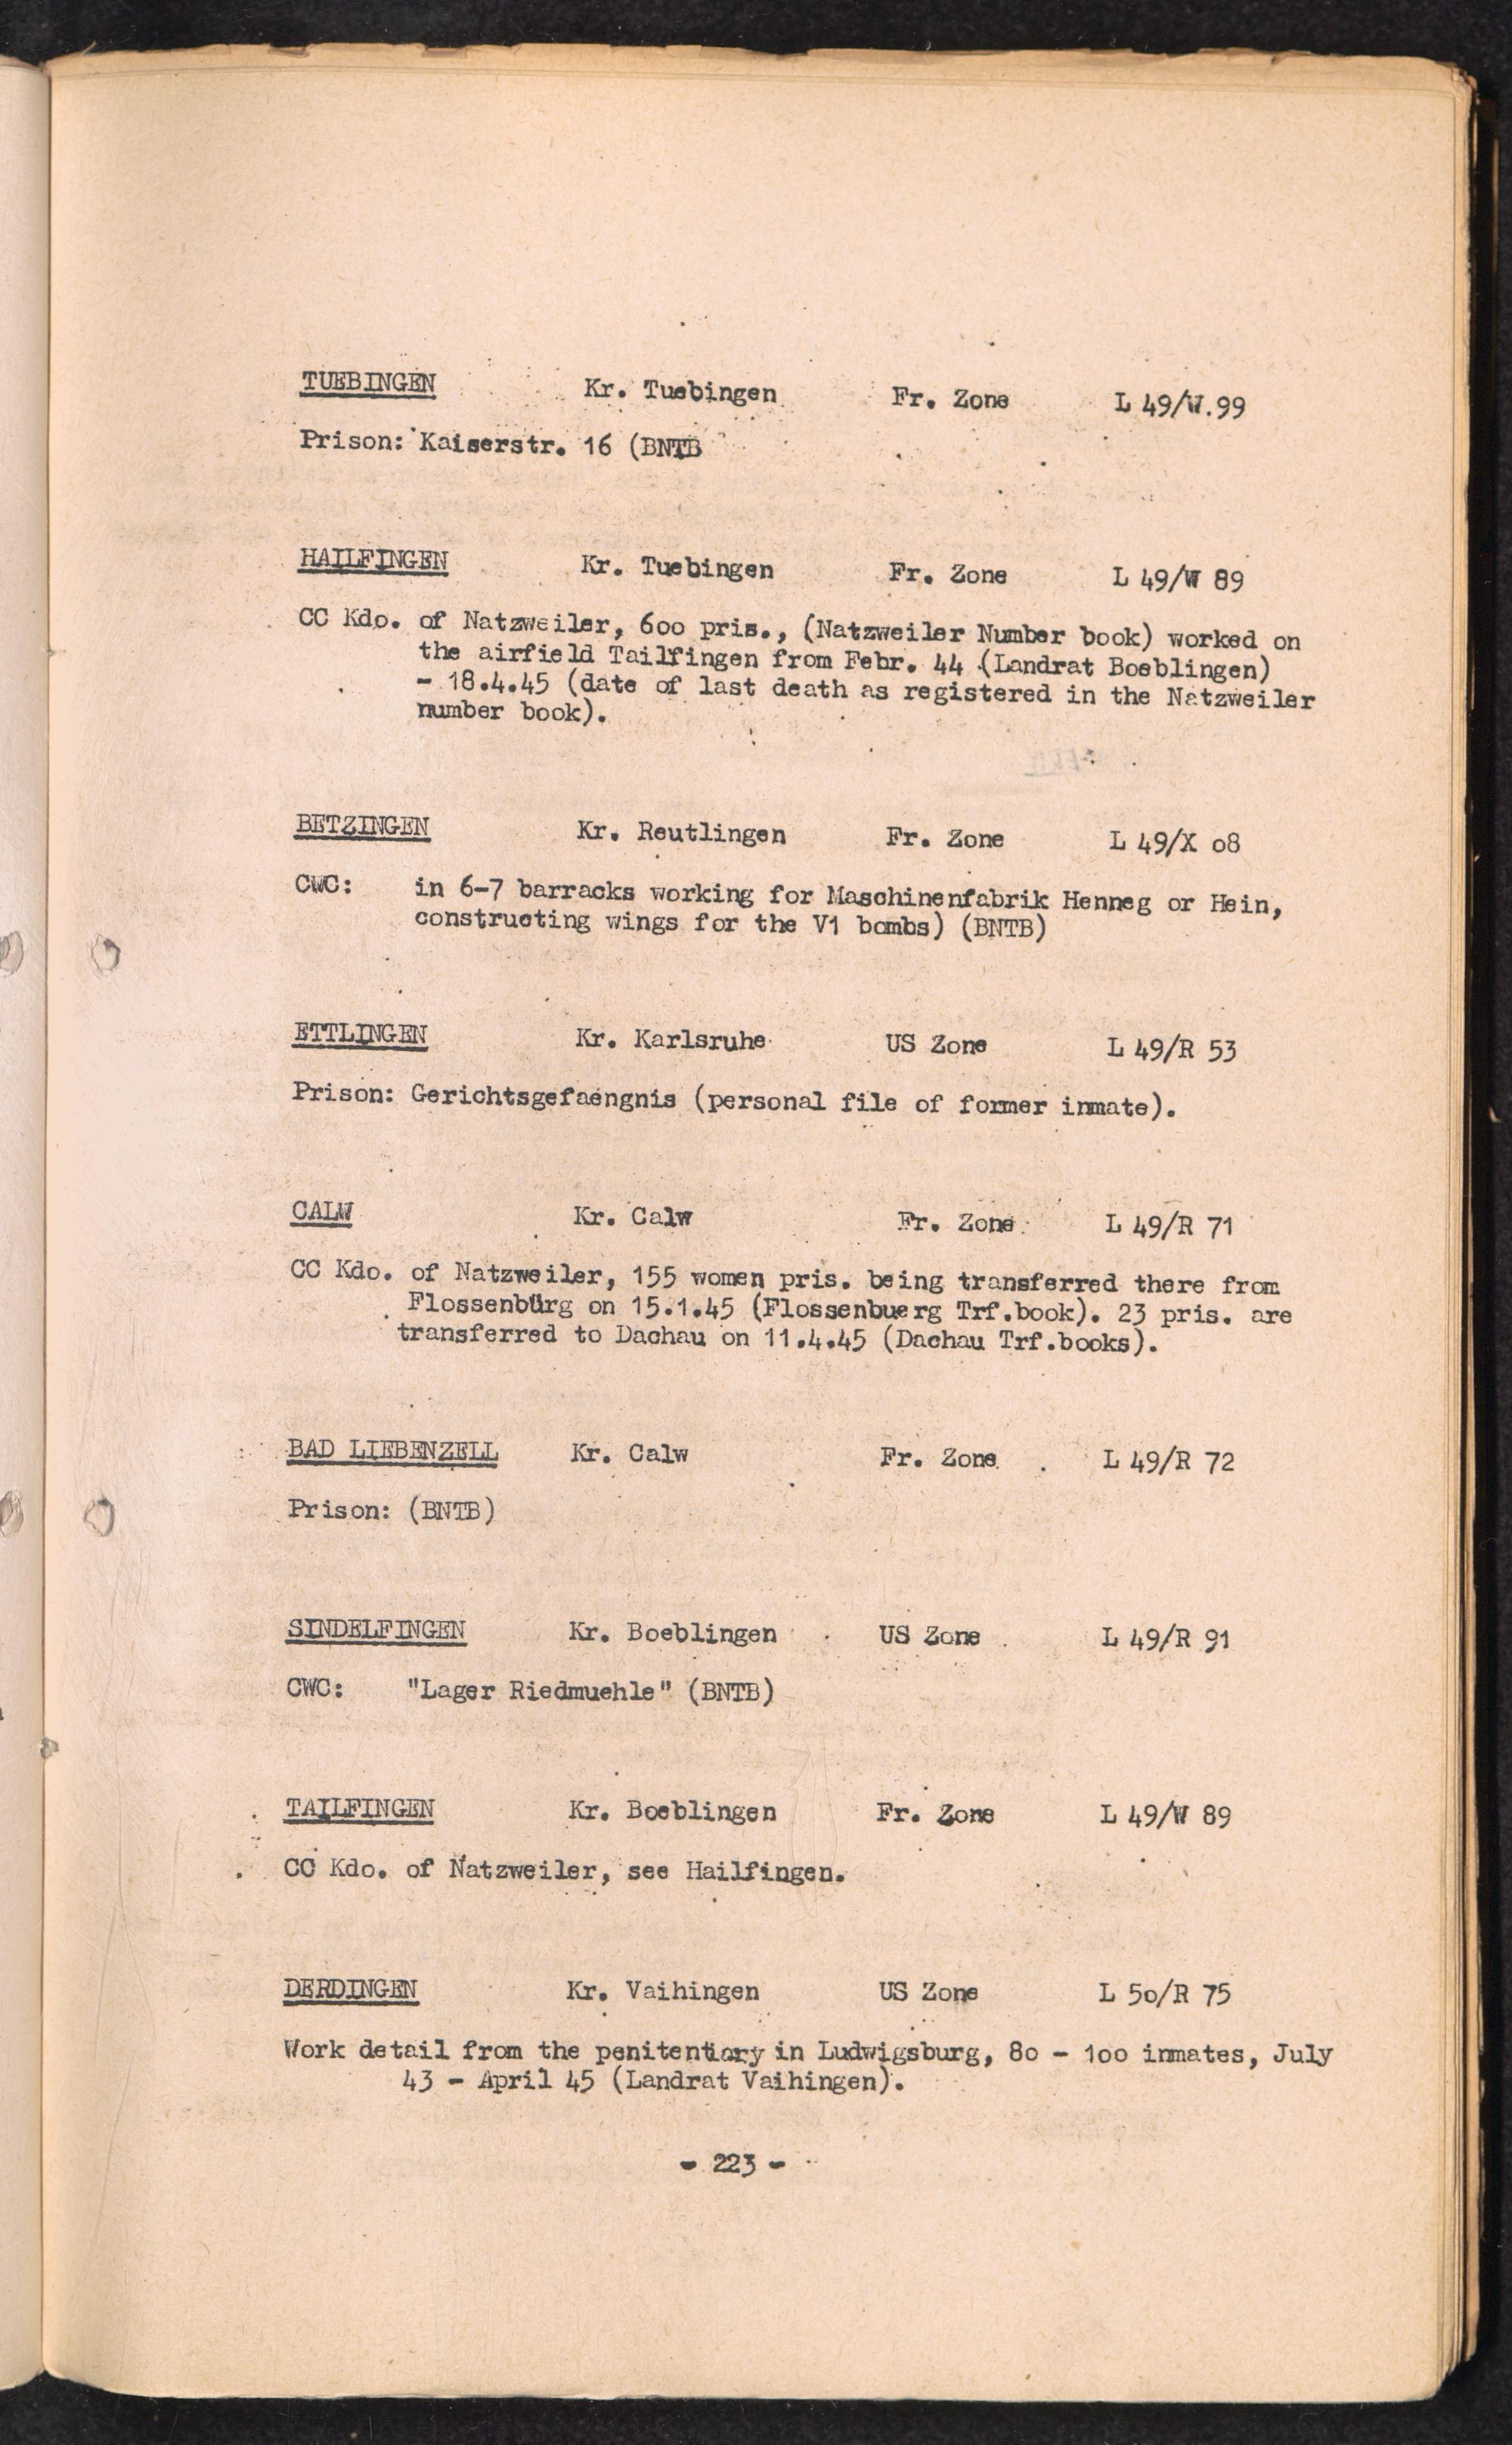 TUEBINGEN Kr. Tuebingen Fr. Zone L 49/W.99
Prison: Kaiserstr. 16 (BNTB
HAILFINGEN Kr. Tuebingen Fr. Zone L 49/W 89
CC Kdo. of Natzweiler, 600 pris., (Natzweiler Number book) worked on
the airfield Tailfingen from Febr. 44 (Landrat Boeblingen)
- 18.4.45 (date of last death as registered in the Natzweiler
number book).
BETZINGEN Kr. Reutlingen Fr. Zone L 49/X 08
CWC: in 6-7 barracks working for Maschinenfabrik Henneg or Hein,
constructing wings for the V1 bombs) (BNTB)
ETTLINGEN Kr. Karlsruhe US Zone L 49/R 53
Prison: Gerichtsgefaengnis (personal file of former inmate).
CALW Kr. Calw Fr. Zone L 49/R 71
CC Kdo. of Natzweiler, 155 women pris. being transferred there from
Flossenbürg on 15.1.45 (Flossenbuerg Trf.book). 23 pris. are
transferred to Dachau on 11.4.45 (Dachau Trf.books).
BAD LIEBENZELL Kr. Calw Fr. Zone L 49/R 72
Prison: (BNTB)
SINDELFINGEN Kr. Boeblingen US Zone L 49/R 91
CWC: "Lager Riedmuehle" (BNTB)
TAILFINGEN Kr. Boeblingen Fr. Zone L 49/W 89
CC Kdo. of Natzweiler, see Hailfingen.
DERDINGEN Kr. Vaihingen US Zone L 50/R 75
Work detail from the penitentiary in Ludwigsburg, 80 - 100 inmates, July
43 - April 45 (Landrat Vaihingen).
- 223 -